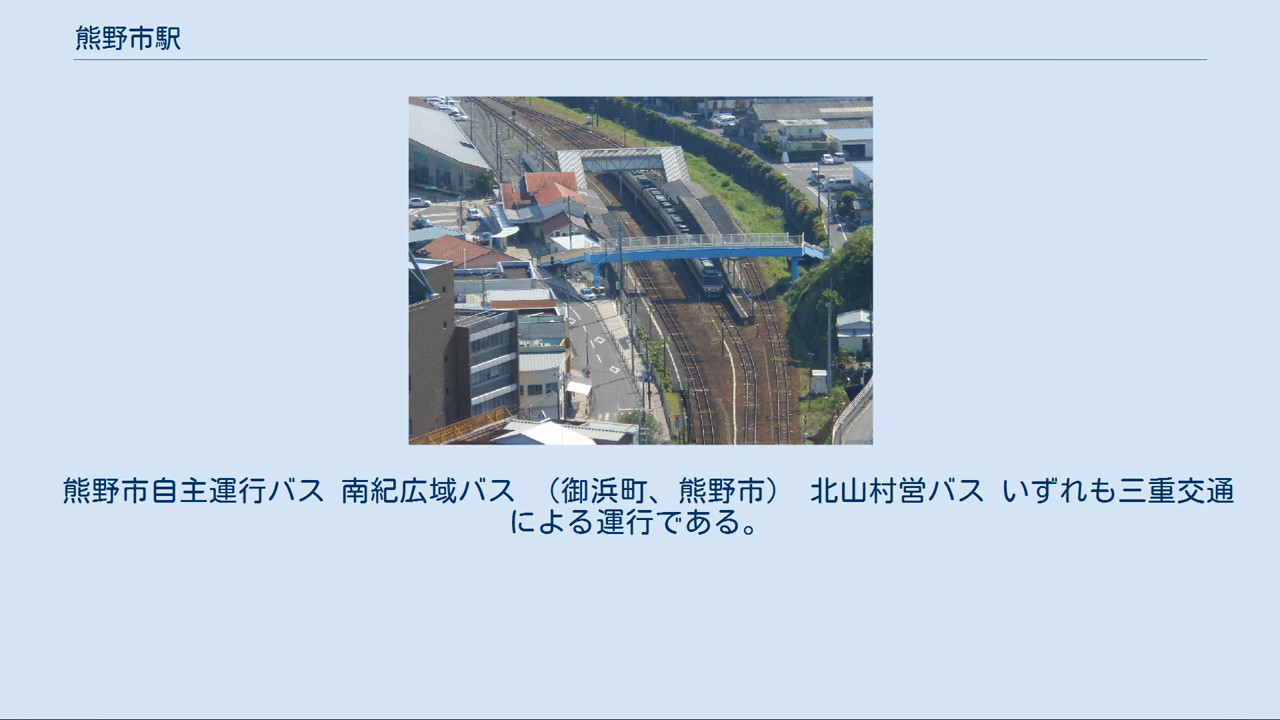 熊野市駅
熊野市自主運行バス 南紀広域バス （御浜町、熊野市） 北山村営バス いずれも三重交通
による運行である。